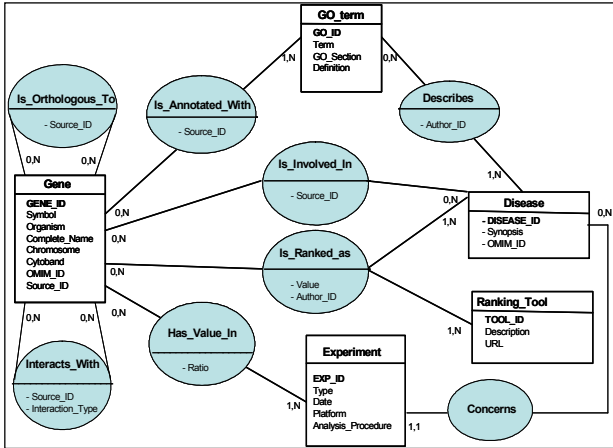 GO_term
GO_ID
Term
GO_Section
Definition
1,N
0,N
Is_Orthologous_To
- Source_ID
Is_Annotated_With
- Source_ID
Describes
- Author_ID
0,N
0,N
1,N
Is_Involved_In
- Source_ID
Gene
GENE_ID
Symbol
Organism
Complete_Name
Chromosome
Cytoband
OMIM_ID
Source_ID
0,N
0,N
0,N
0,N
Disease
- DISEASE_ID
- Synopsis
- OMIM_ID
0,N
1,N
0,N
Is_Ranked_as
- Value
- Author_ID
Ranking_Tool
TOOL_ID
Description
URL
1,N
0,N
0,N
Interacts_With
- Source_ID
- Interaction_Type
Has_Value_In
- Ratio
Experiment
EXP_ID
Type
Date
Platform
Analysis_Procedure
1,N
1,1
Concerns